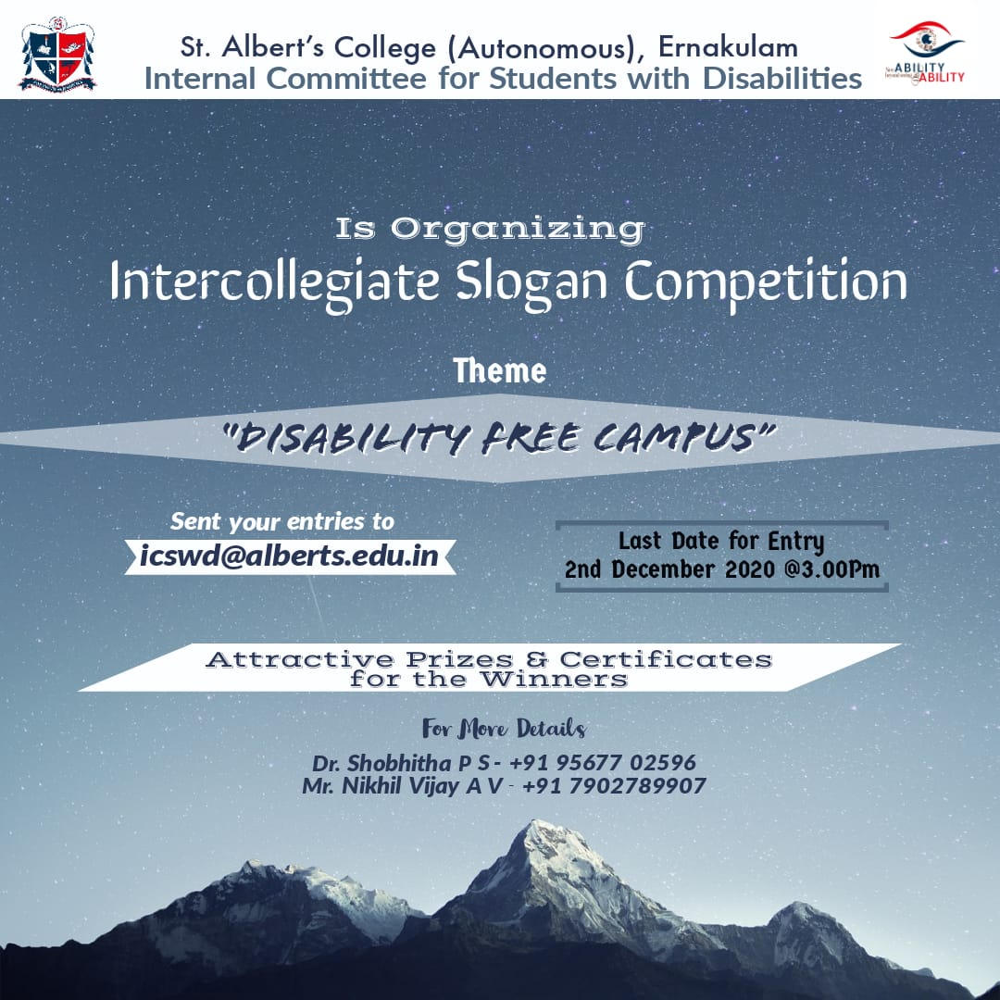 St. Albert's College (Autonomous), Ernakulam
Internal Committee for Students with Disabilities
ABILITY
ABILITY
Is Organizing
Intercollegiate Slogan Competition
Theme
"DISABILITY FREE CAMPUS"
Sent your entries to
icswd@alberts.edu.in
Last Date for Entry
2nd December 2020 @3.00Pm
Attractive Prizes & Certificates
for the Winners
For More Details
Dr. Shobhitha P S - +91 95677 02596
Mr. Nikhil Vijay A V - +91 7902789907